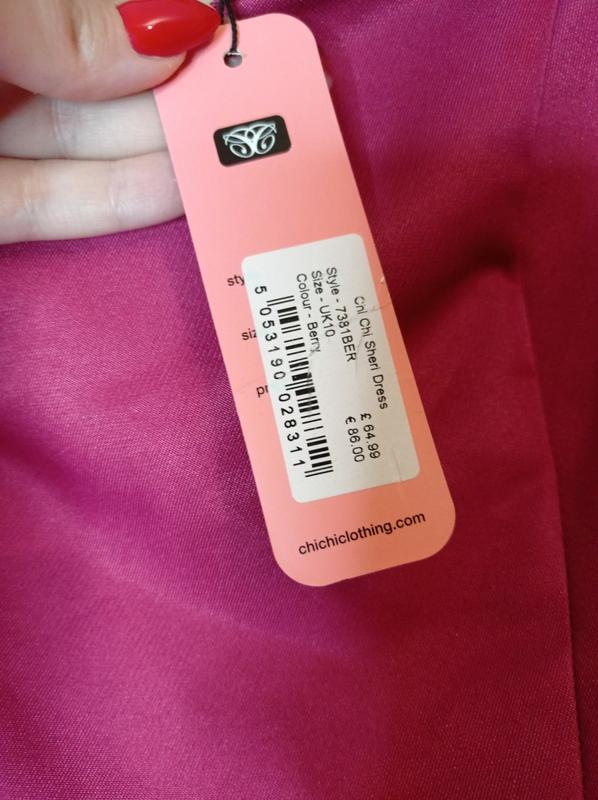 sty
siz
pr
Chi Chi Sheri Dress
Style - 7381BER £ 64.99
Size - UK10 € 86.00
Colour - Berry
5 053190 028311
chichiclothing.com